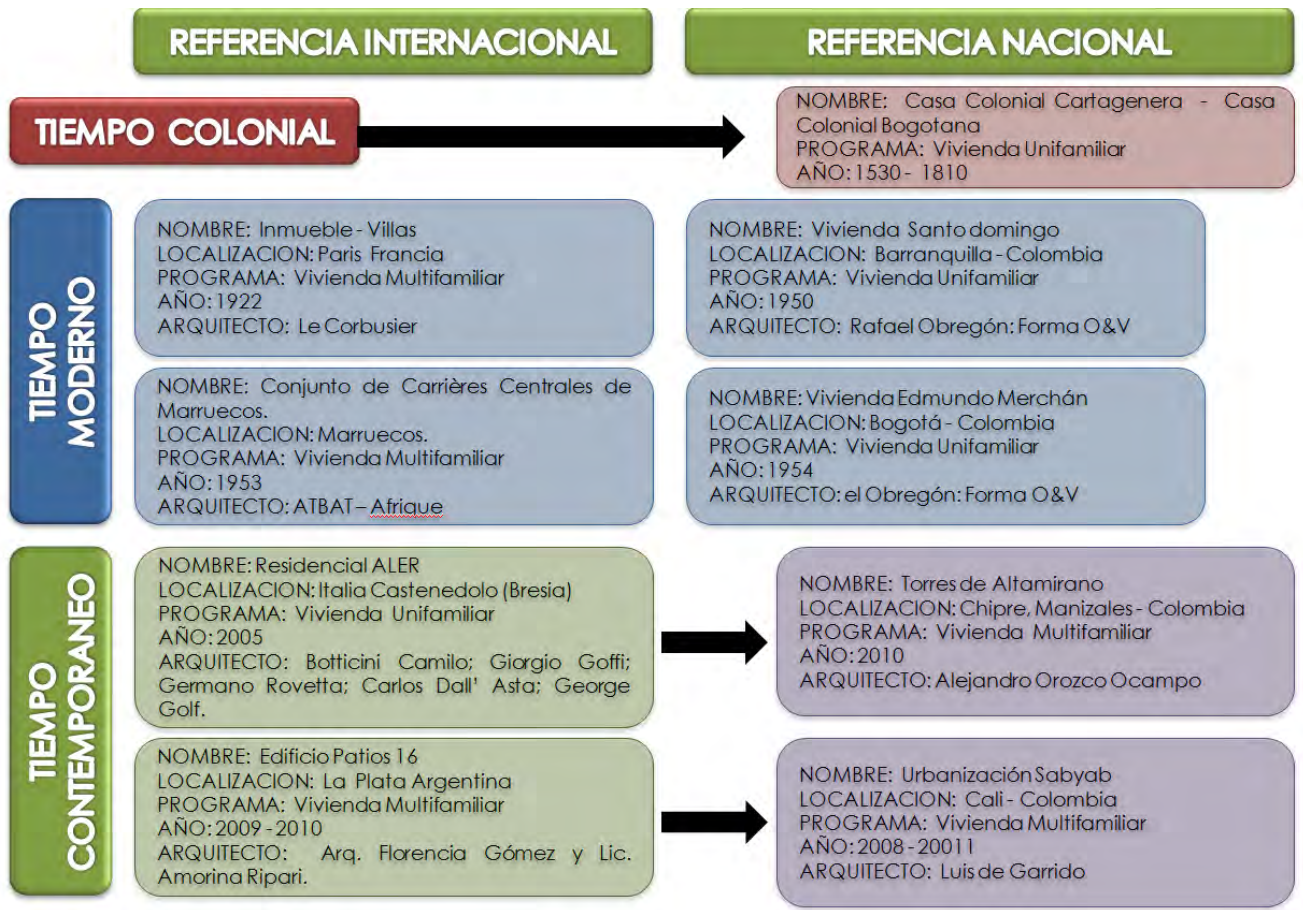 REFERENCIA INTERNACIONAL
REFERENCIA NACIONAL
TIEMPO COLONIAL
NOMBRE: Casa Colonial Cartagenera - Casa
Colonial Bogotana
PROGRAMA: Vivienda Unifamiliar
AÑO: 1530 - 1810
TIEMPO
MODERNO
NOMBRE: Inmueble - Villas
LOCALIZACION: Paris Francia
PROGRAMA: Vivienda Multifamiliar
AÑO: 1922
ARQUITECTO: Le Corbusier
NOMBRE: Vivienda Santo domingo
LOCALIZACION: Barranquilla - Colombia
PROGRAMA: Vivienda Unifamiliar
AÑO: 1950
ARQUITECTO: Rafael Obregón: Forma O&V
NOMBRE: Conjunto de Carrières Centrales de
Marruecos.
LOCALIZACION: Marruecos.
PROGRAMA: Vivienda Multifamiliar
AÑO: 1953
ARQUITECTO: ATBAT – Afrique
NOMBRE: Vivienda Edmundo Merchán
LOCALIZACION: Bogotá - Colombia
PROGRAMA: Vivienda Unifamiliar
AÑO: 1954
ARQUITECTO: el Obregón: Forma O&V
TIEMPO
CONTEMPORANEO
NOMBRE: Residencial ALER
LOCALIZACION: Italia Castenedolo (Bresia)
PROGRAMA: Vivienda Unifamiliar
AÑO: 2005
ARQUITECTO: Botticini Camilo; Giorgio Goffi;
Germano Rovetta; Carlos Dall' Asta; George
Golf.
NOMBRE: Torres de Altamirano
LOCALIZACION: Chipre, Manizales - Colombia
PROGRAMA: Vivienda Multifamiliar
AÑO: 2010
ARQUITECTO: Alejandro Orozco Ocampo
NOMBRE: Edificio Patios 16
LOCALIZACION: La Plata Argentina
PROGRAMA: Vivienda Multifamiliar
AÑO: 2009 - 2010
ARQUITECTO: Arq. Florencia Gómez y Lic.
Amorina Ripari.
NOMBRE: Urbanización Sabyab
LOCALIZACION: Cali - Colombia
PROGRAMA: Vivienda Multifamiliar
AÑO: 2008 - 20011
ARQUITECTO: Luis de Garrido